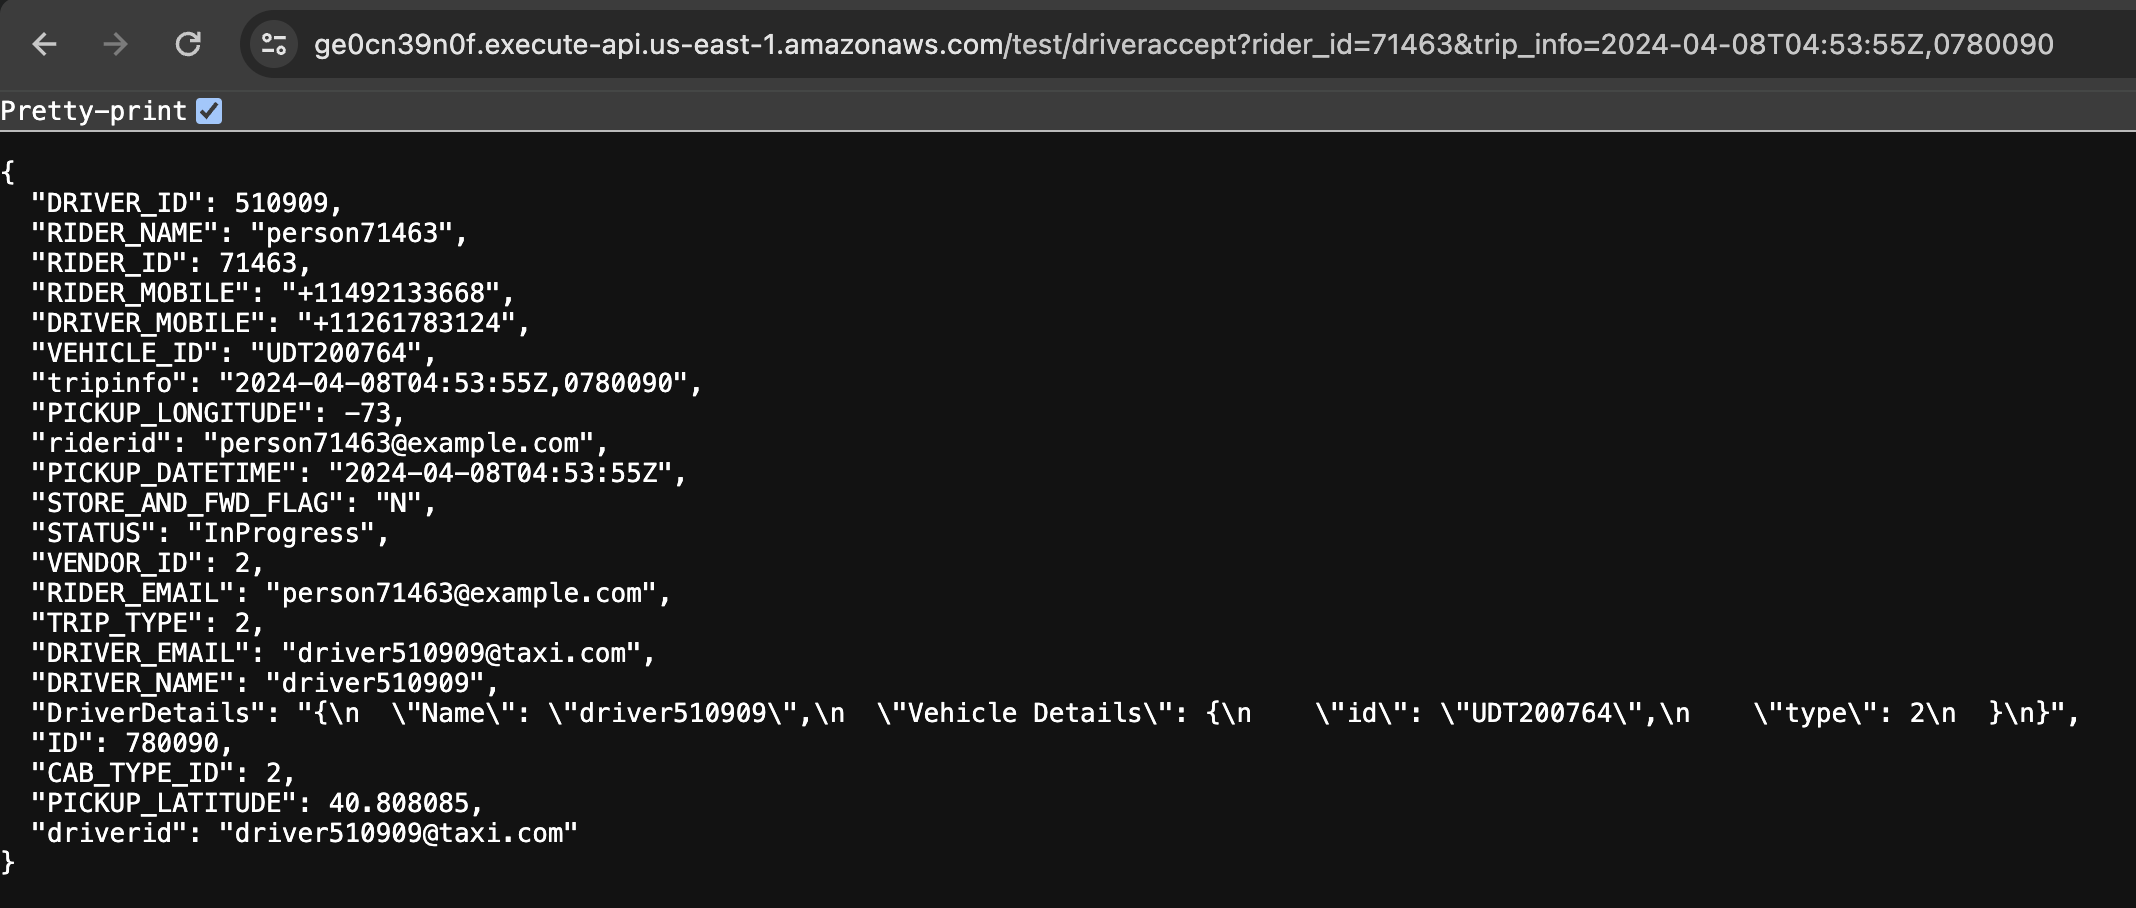 ge0cn39n0f.execute-api.us-east-1.amazonaws.com/test/driveraccept?rider_id=71463&trip_info=2024-04-08T04:53:55Z,0780090
Pretty-print
{
  "DRIVER_ID": 510909,
  "RIDER_NAME": "person71463",
  "RIDER_ID": 71463,
  "RIDER_MOBILE": "+11492133668",
  "DRIVER_MOBILE": "+11261783124",
  "VEHICLE_ID": "UDT200764",
  "tripinfo": "2024-04-08T04:53:55Z,0780090",
  "PICKUP_LONGITUDE": -73,
  "riderid": "person71463@example.com",
  "PICKUP_DATETIME": "2024-04-08T04:53:55Z",
  "STORE_AND_FWD_FLAG": "N",
  "STATUS": "InProgress",
  "VENDOR_ID": 2,
  "RIDER_EMAIL": "person71463@example.com",
  "TRIP_TYPE": 2,
  "DRIVER_EMAIL": "driver510909@taxi.com",
  "DRIVER_NAME": "driver510909",
  "DriverDetails": "{\n  \"Name\": \"driver510909\",\n  \"Vehicle Details\": {\n    \"id\": \"UDT200764\",\n    \"type\": 2\n  }\n}",
  "ID": 780090,
  "CAB_TYPE_ID": 2,
  "PICKUP_LATITUDE": 40.808085,
  "driverid": "driver510909@taxi.com"
}